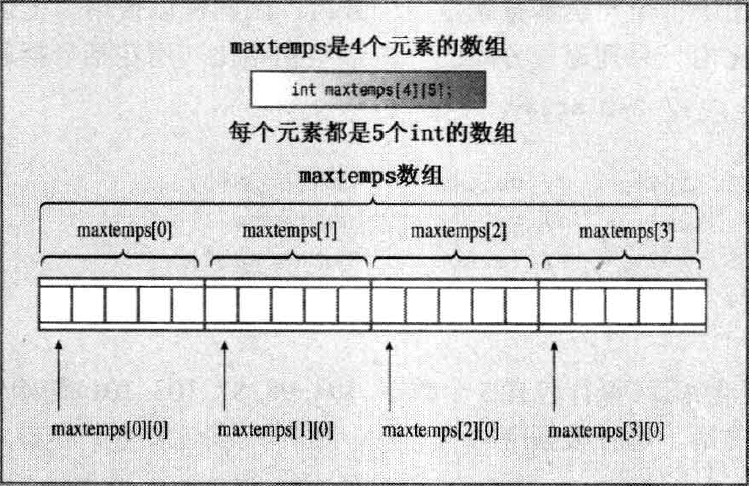 maxtemps是4个元素的数组
int maxtemps[4][5];
每个元素都是5个int的数组
maxtemps数组
maxtemps[0] maxtemps[1] maxtemps[2] maxtemps[3]
maxtemps[0][0] maxtemps[1][0] maxtemps[2][0] maxtemps[3][0]